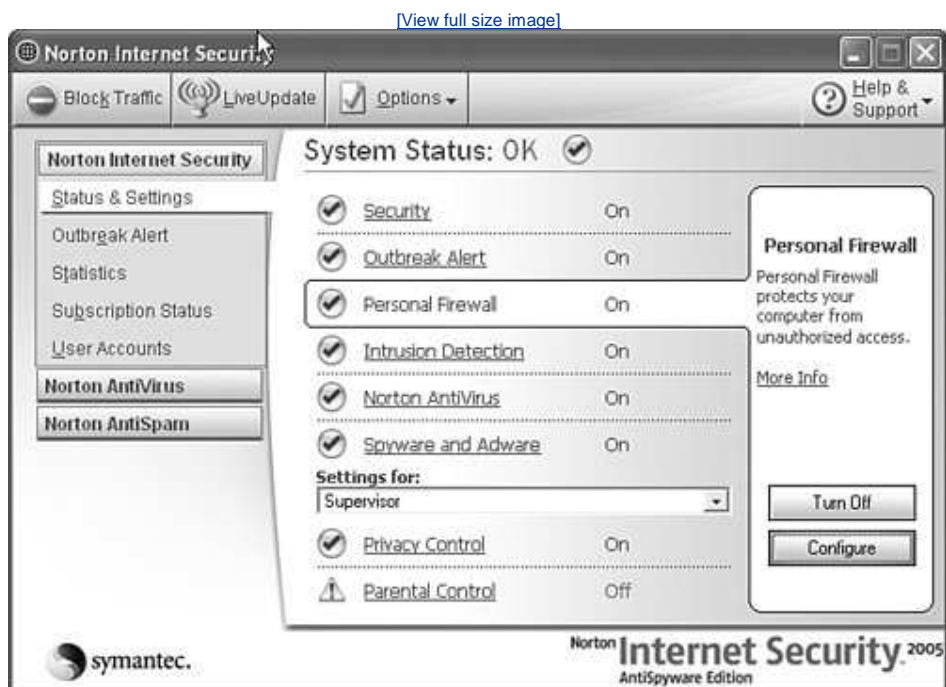 [View full size image]
Norton Internet Security
Block Traffic
LiveUpdate
Options
Help &
Support
Norton Internet Security
Status & Settings
Outbreak Alert
Statistics
Subscription Status
User Accounts
Norton AntiVirus
Norton AntiSpam
System Status: OK
Security On
Outbreak Alert On
Personal Firewall On
Intrusion Detection On
Norton AntiVirus On
Spyware and Adware On
Settings for:
Supervisor
Privacy Control On
Parental Control Off
Personal Firewall
Personal Firewall
protects your
computer from
unauthorized access.
More Info
Turn Off
Configure
symantec.
Norton Internet Security 2005
AntiSpyware Edition